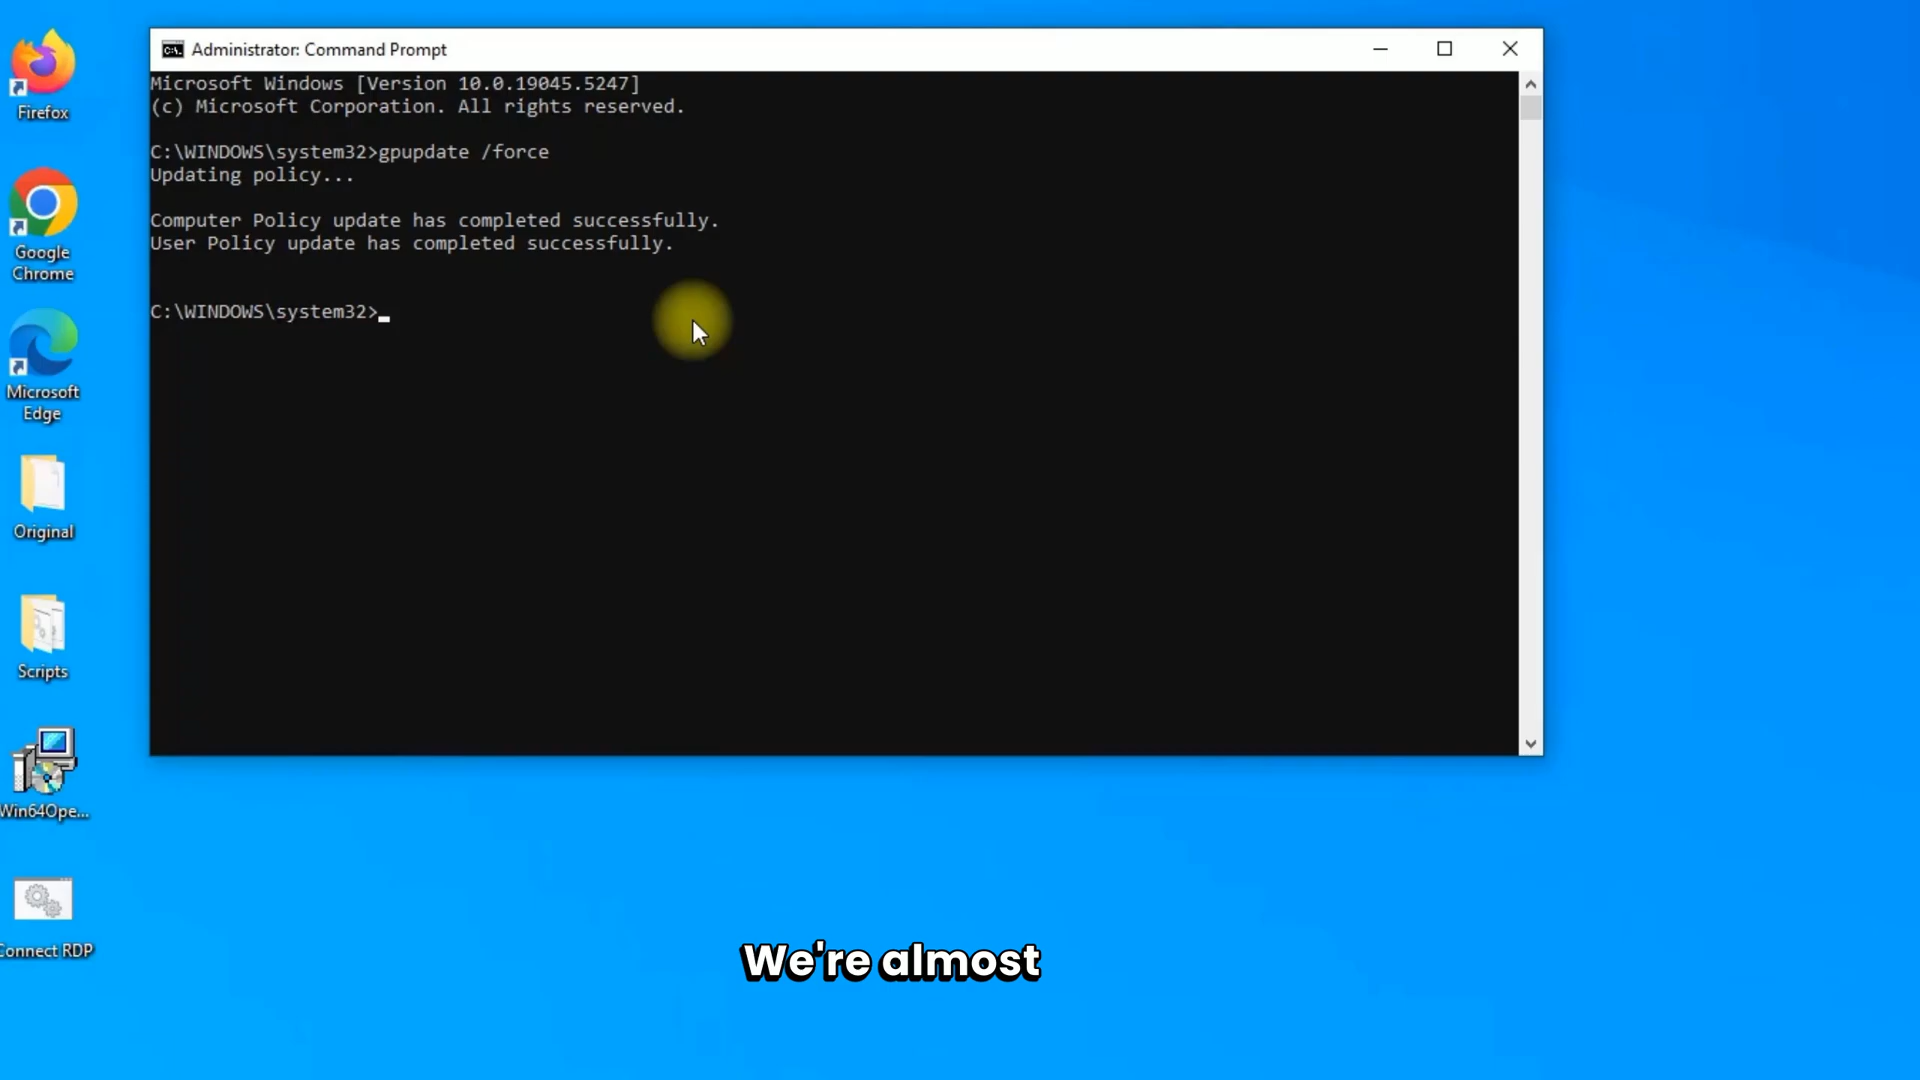 Administrator: Command Prompt
Microsoft Windows [Version 10.0.19045.5247]
(c) Microsoft Corporation. All rights reserved.
C:\WINDOWS\system32>gpupdate /force
Updating policy...
Computer Policy update has completed successfully.
User Policy update has completed successfully.
C:\WINDOWS\system32>
Firefox
Google
Chrome
Microsoft
Edge
Original
Scripts
Win64Ope...
Connect RDP
We're almost